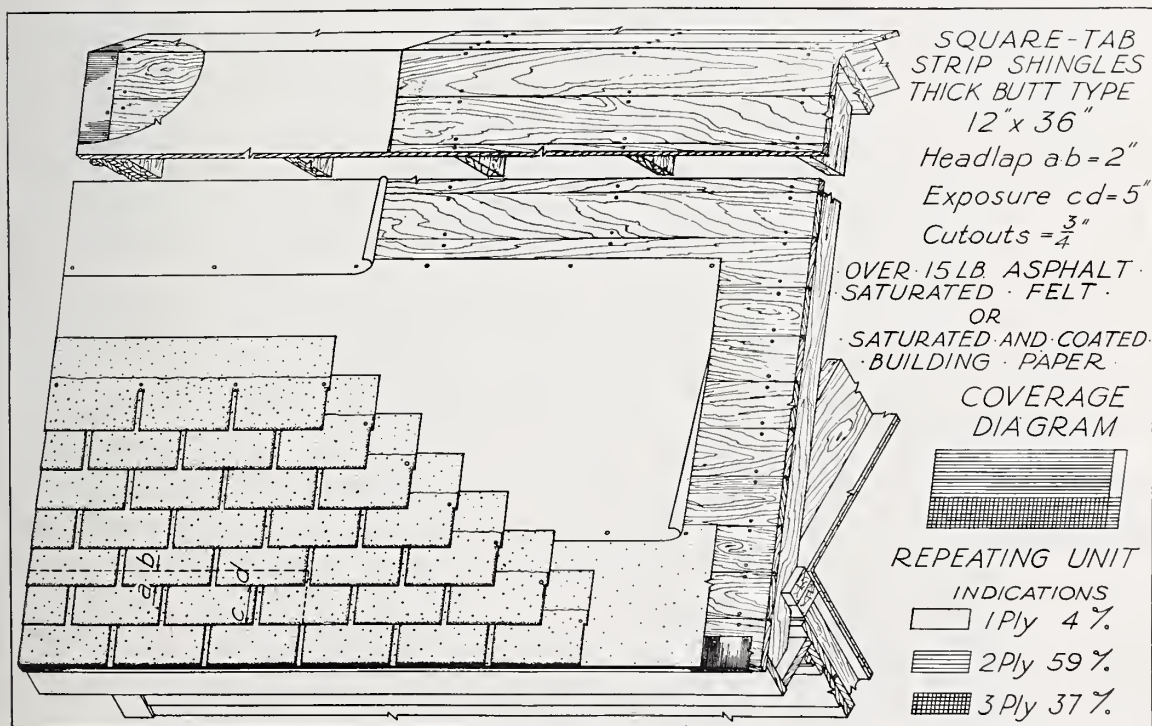 SQUARE-TAB
STRIP SHINGLES
THICK BUTT TYPE
12" x 36"
Headlap ab = 2"
Exposure cd = 5"
Cutouts = 3/4"
· OVER · 15 LB. ASPHALT ·
· SATURATED · FELT ·
OR
· SATURATED · AND · COATED ·
· BUILDING · PAPER ·
COVERAGE
DIAGRAM
REPEATING UNIT
INDICATIONS
1 Ply 4 %.
2 Ply 59 %.
3 Ply 37 %.
a b
c d